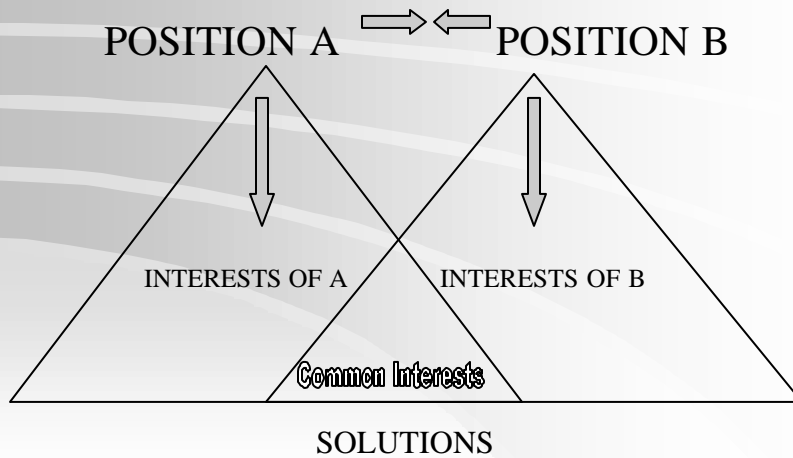 POSITION A POSITION B
INTERESTS OF A INTERESTS OF B
Common Interests
SOLUTIONS